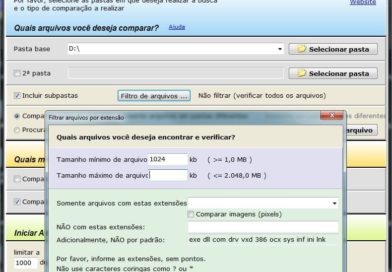 Por favor, selecione as pastas em que deseja realizar a busca
e o tipo de comparação a realizar
Website
Quais arquivos você deseja comparar?
Ajuda
Pasta base D:\ Selecionar pasta
2ª pasta Selecionar pasta
Incluir subpastas Filtro de arquivos ... Não filtrar (verificar todos os arquivos)
Compa
Procura arquivo
Filtrar arquivos por extensão
Quais arquivos você deseja encontrar e verificar?
Quais m
Tamanho mínimo de arquivo 1024 kb ( >= 1,0 MB )
Compa
Tamanho máximo de arquivo kb ( <= 2.048,0 MB )
Compa
Somente arquivos com estas extensões
Comparar imagens (pixels)
NÃO com estas extensões:
Iniciar A
Adicionalmente, NÃO por padrão: exe dll com drv vxd 386 ocx sys inf ini lnk
limitar a
1000
Por favor, informe as extensões, sem pontos.
Não use caracteres coringas como ? ou *